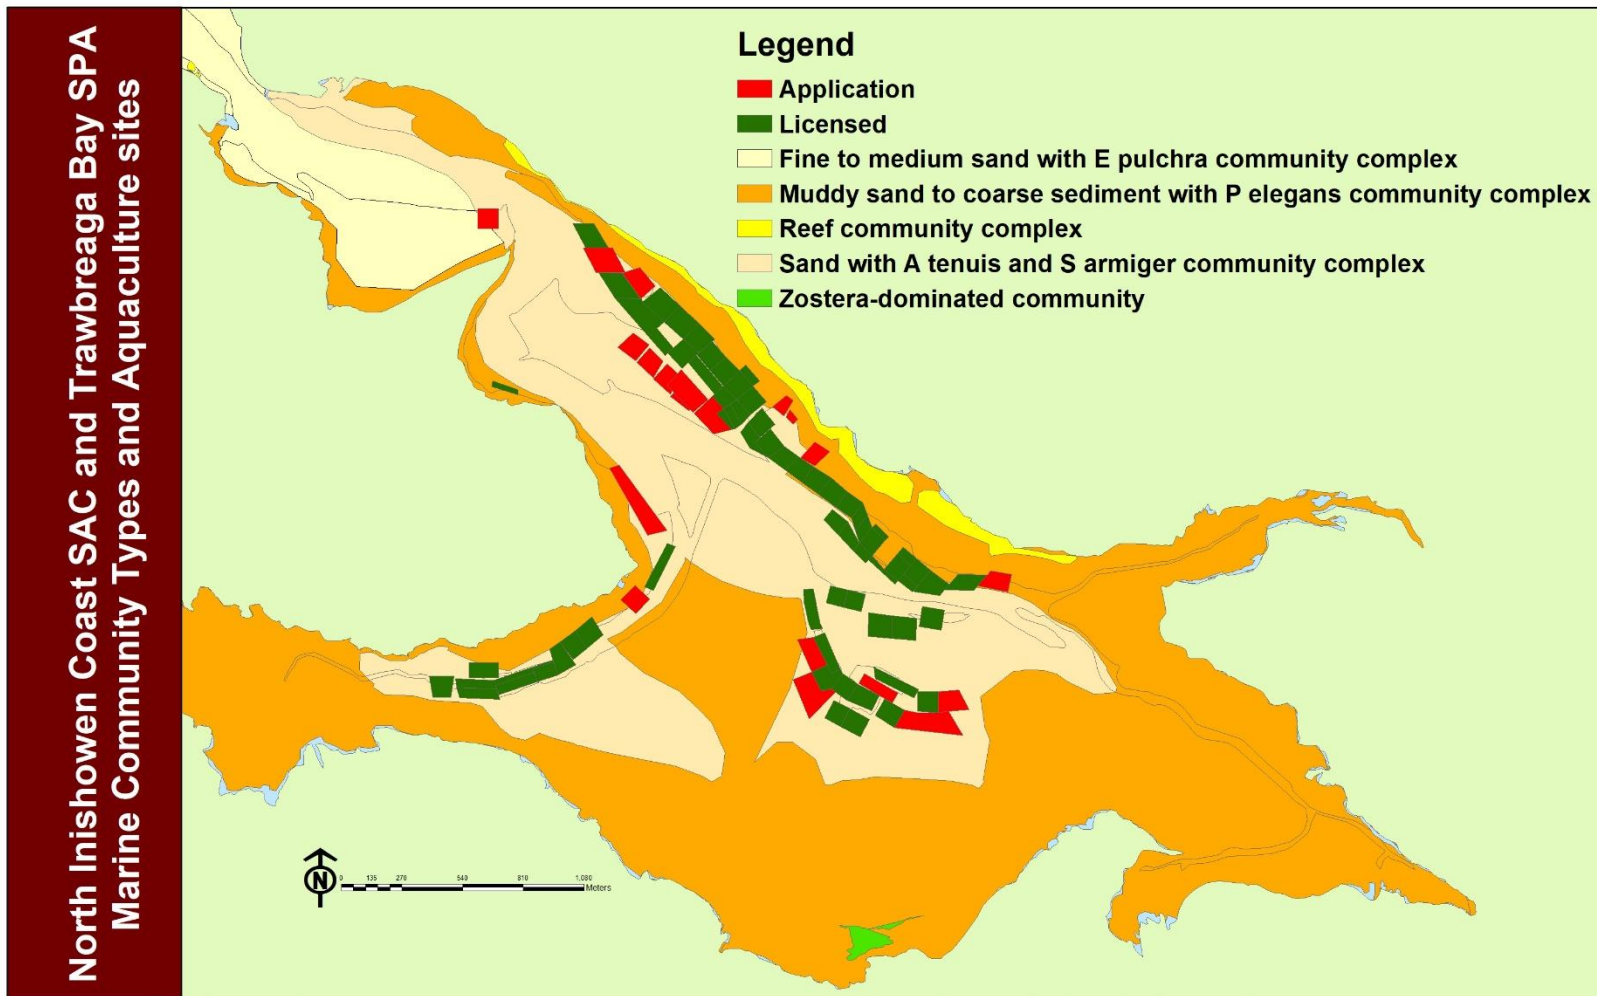 North Inishowen Coast SAC and Trawbreaga Bay SPA
Marine Community Types and Aquaculture sites
Legend
Application
Licensed
Fine to medium sand with E pulchra community complex
Muddy sand to coarse sediment with P elegans community complex
Reef community complex
Sand with A tenuis and S armiger community complex
Zostera-dominated community
N
0 135 270 540 810 1,080
Meters